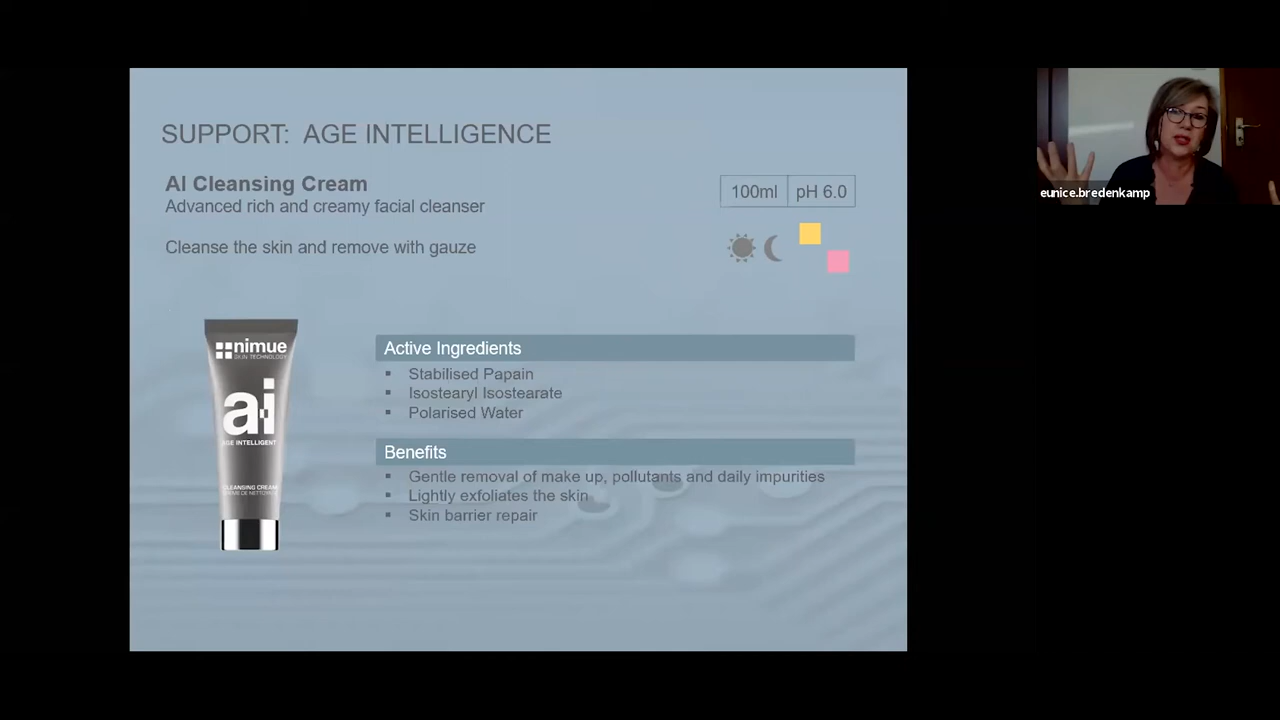 SUPPORT: AGE INTELLIGENCE
AI Cleansing Cream
Advanced rich and creamy facial cleanser
100ml
pH 6.0
Cleanse the skin and remove with gauze
nimue
SKIN TECHNOLOGY
ai
AGE INTELLIGENT
CLEANSING CREAM
CRÈME DE NETTOYAGE
Active Ingredients
▪ Stabilised Papain
▪ Isostearyl Isostearate
▪ Polarised Water
Benefits
▪ Gentle removal of make up, pollutants and daily impurities
▪ Lightly exfoliates the skin
▪ Skin barrier repair
eunice.bredenkamp